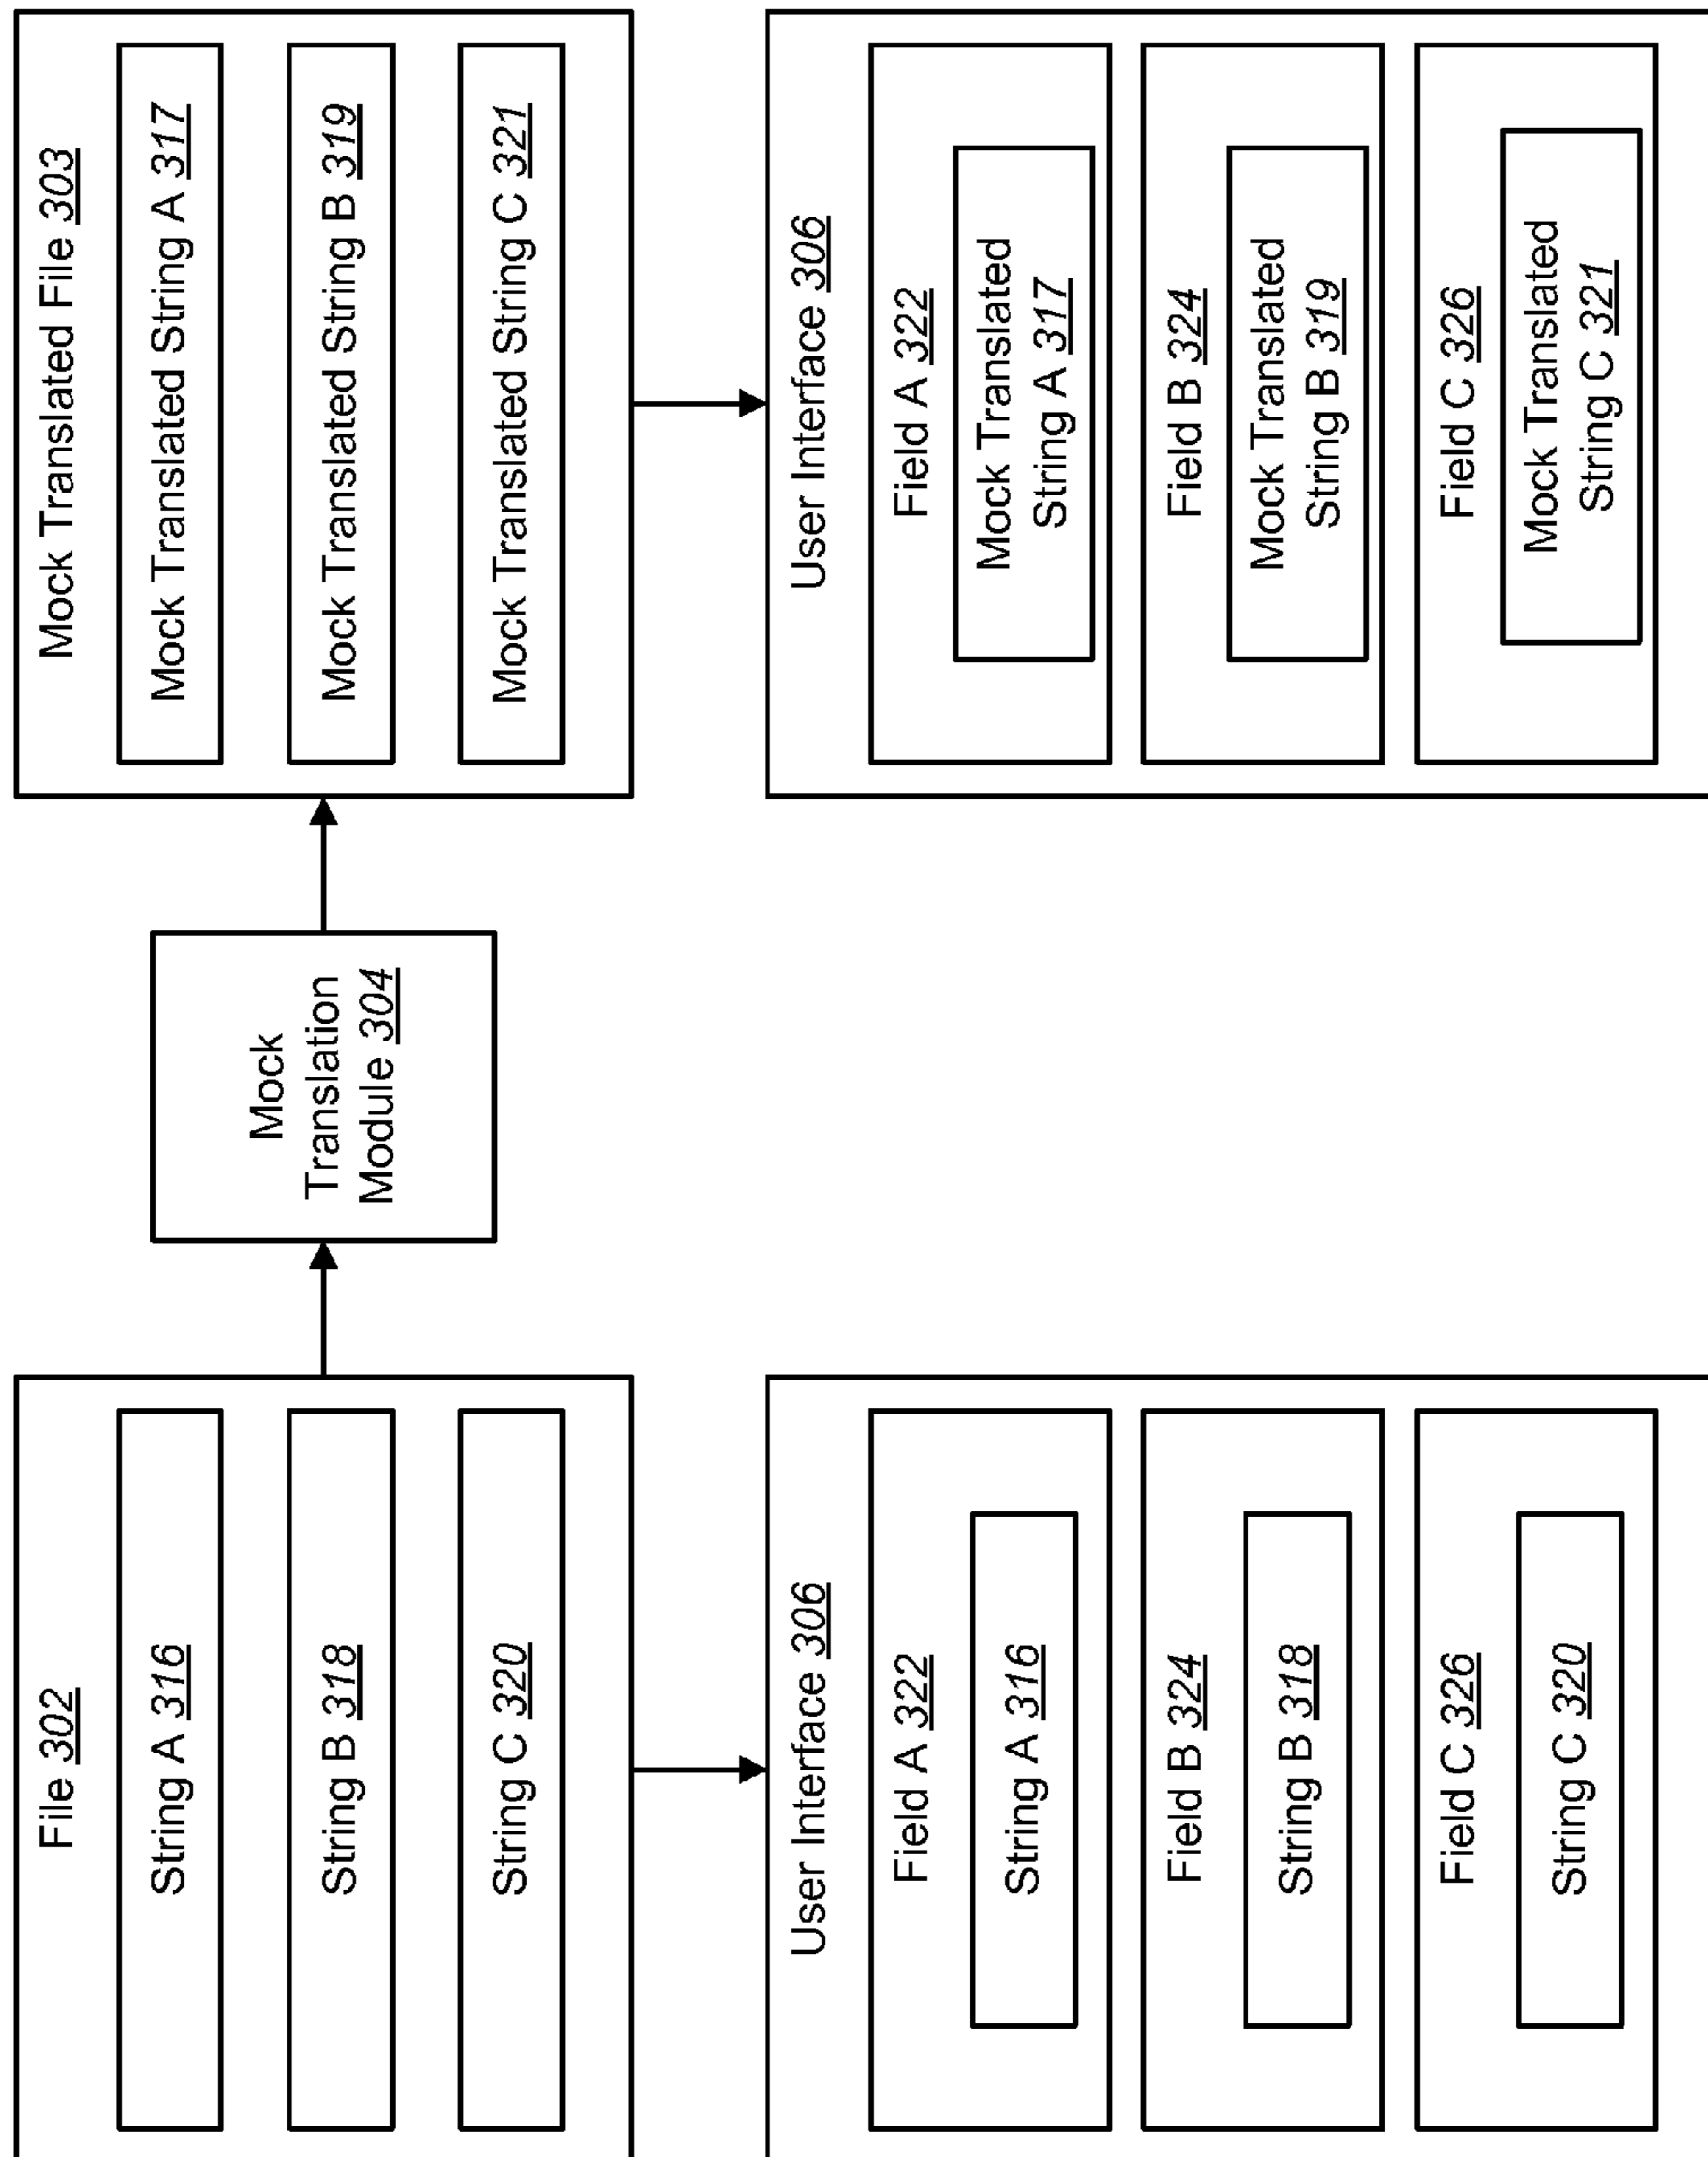 File 302
String A 316
String B 318
String C 320
Mock
Translation
Module 304
Mock Translated File 303
Mock Translated String A 317
Mock Translated String B 319
Mock Translated String C 321
User Interface 306
Field A 322
String A 316
Field B 324
String B 318
Field C 326
String C 320
User Interface 306
Field A 322
Mock Translated
String A 317
Field B 324
Mock Translated
String B 319
Field C 326
Mock Translated
String C 321